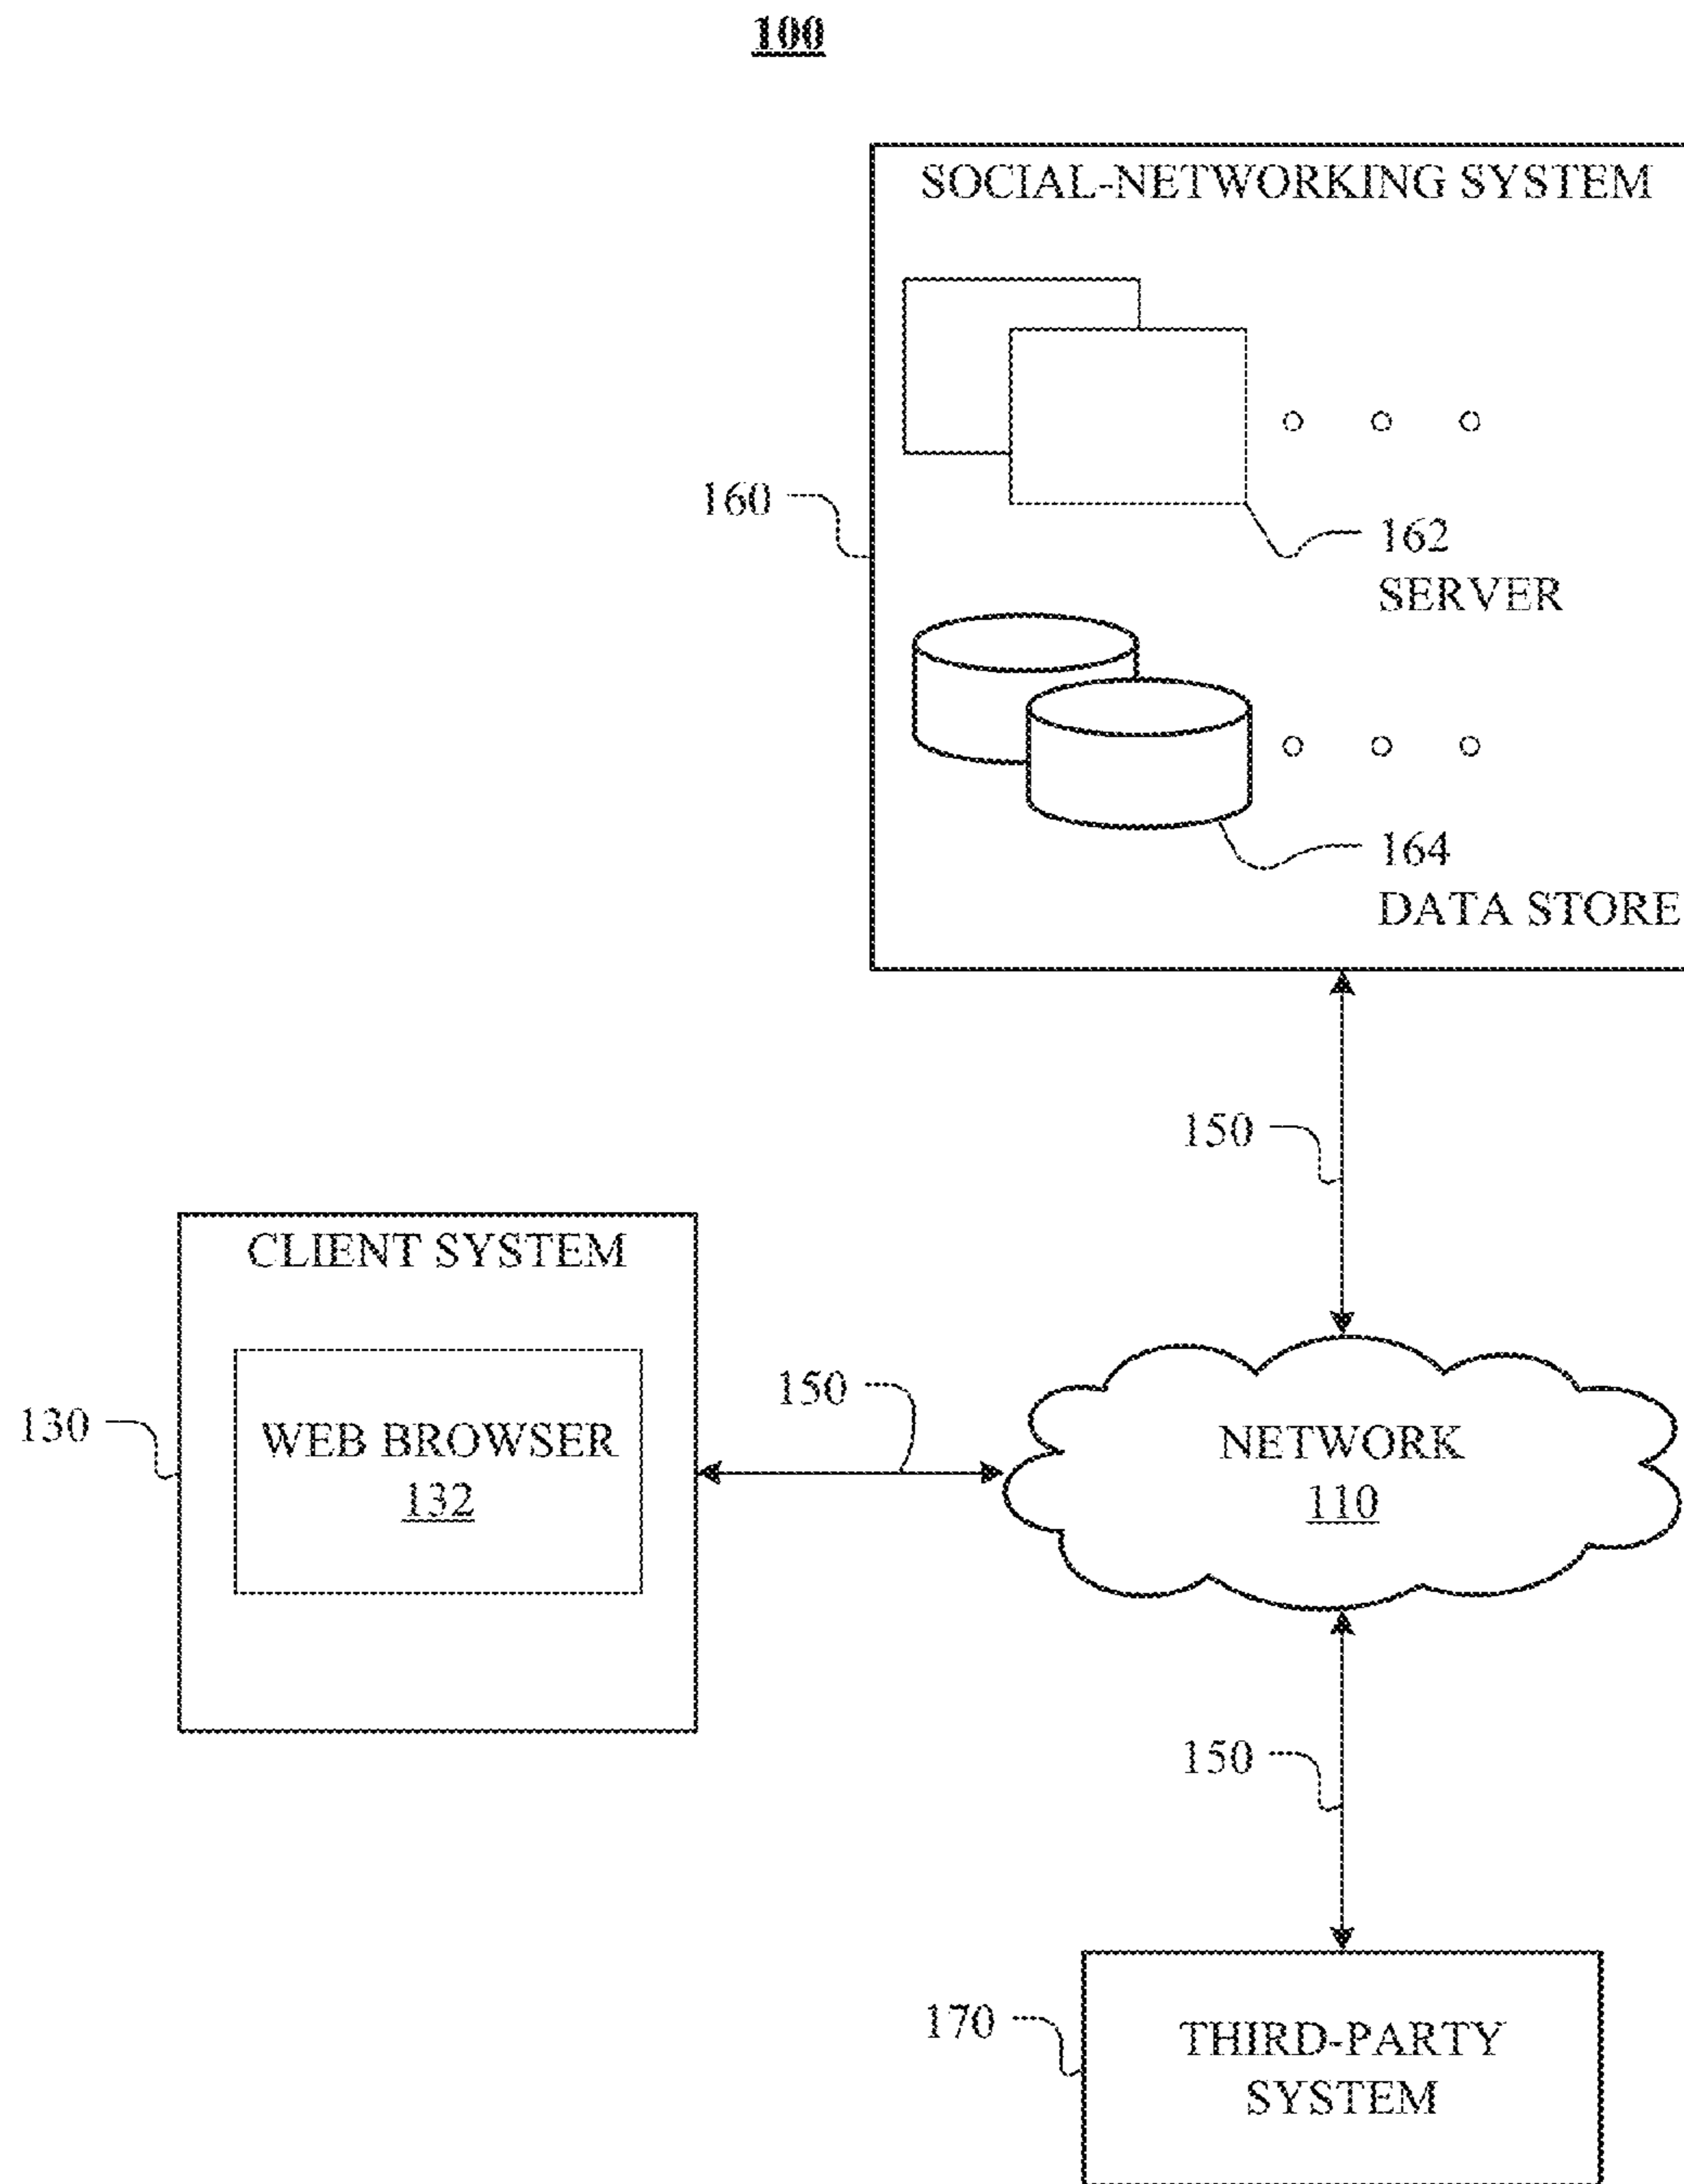 100
SOCIAL-NETWORKING SYSTEM
160
162
SERVER
164
DATA STORE
150
CLIENT SYSTEM
130
WEB BROWSER
132
150
NETWORK
110
150
170
THIRD-PARTY
SYSTEM